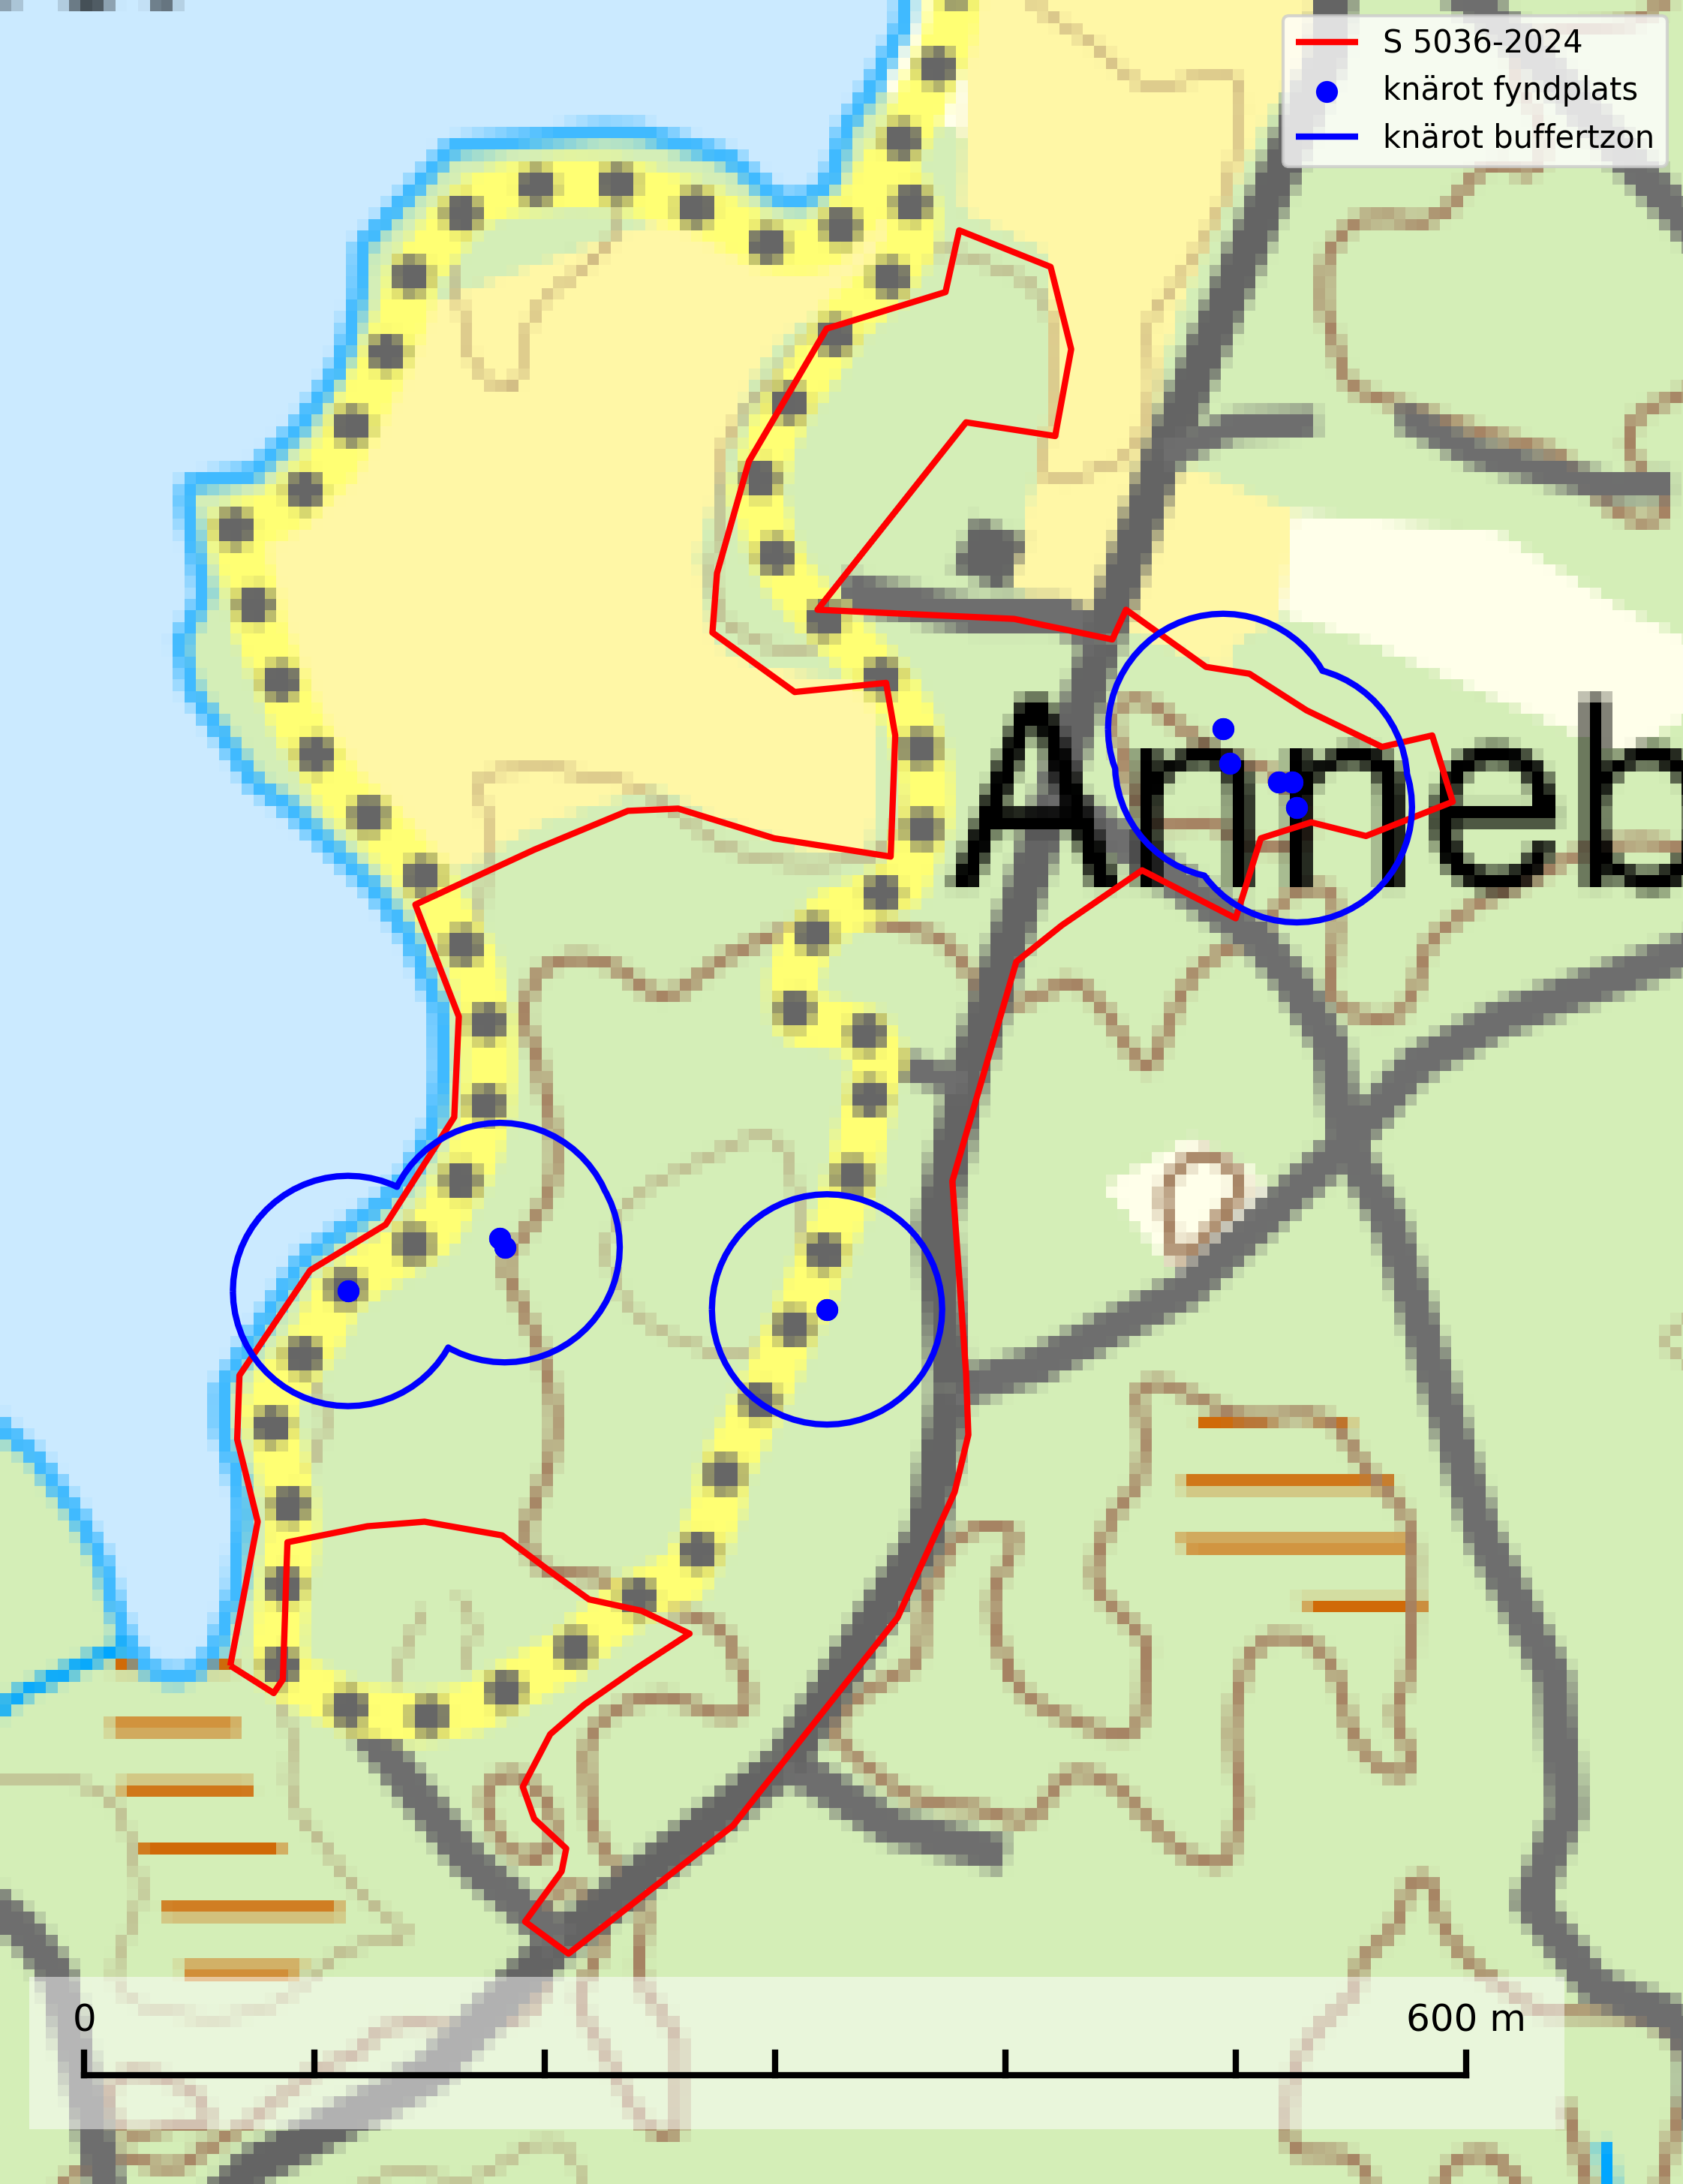 S 5036-2024
knärot fyndplats
knärot buffertzon
Anneb
0
600 m